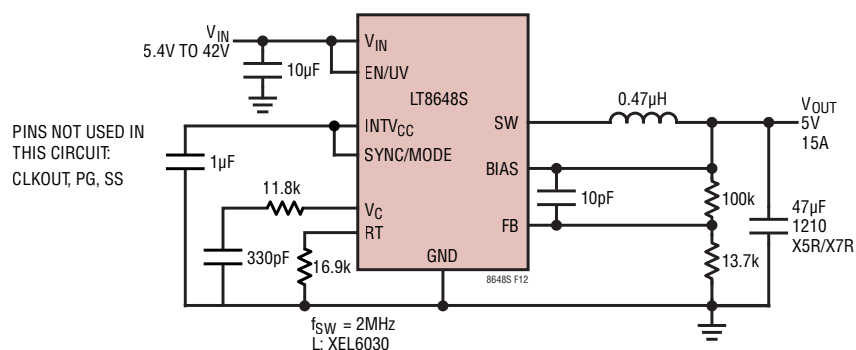 VIN
5.4V TO 42V
10µF
VIN
EN/UV
LT8648S
PINS NOT USED IN
THIS CIRCUIT:
CLKOUT, PG, SS
1µF
INTVCC
SYNC/MODE
11.8k
VC
RT
330pF
16.9k
GND
SW
BIAS
FB
8648S F12
0.47µH
10pF
100k
13.7k
VOUT
5V
15A
47µF
1210
X5R/X7R
fSW = 2MHz
L: XEL6030